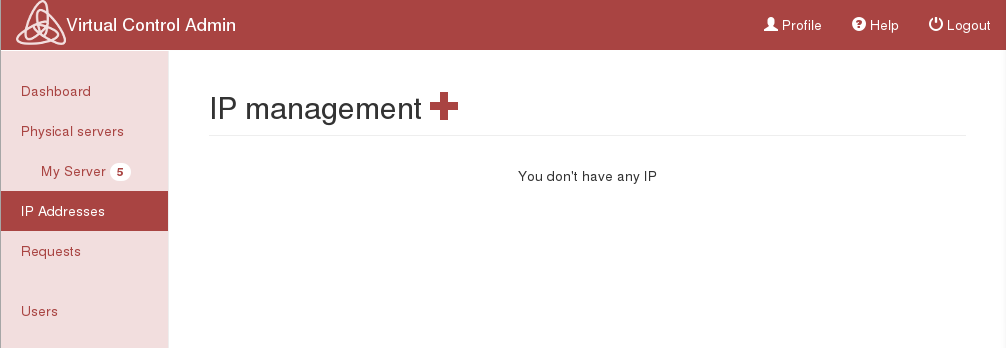 Virtual Control Admin
Profile
Help
Logout
Dashboard
Physical servers
My Server 5
IP Addresses
Requests
Users
IP management
You don't have any IP